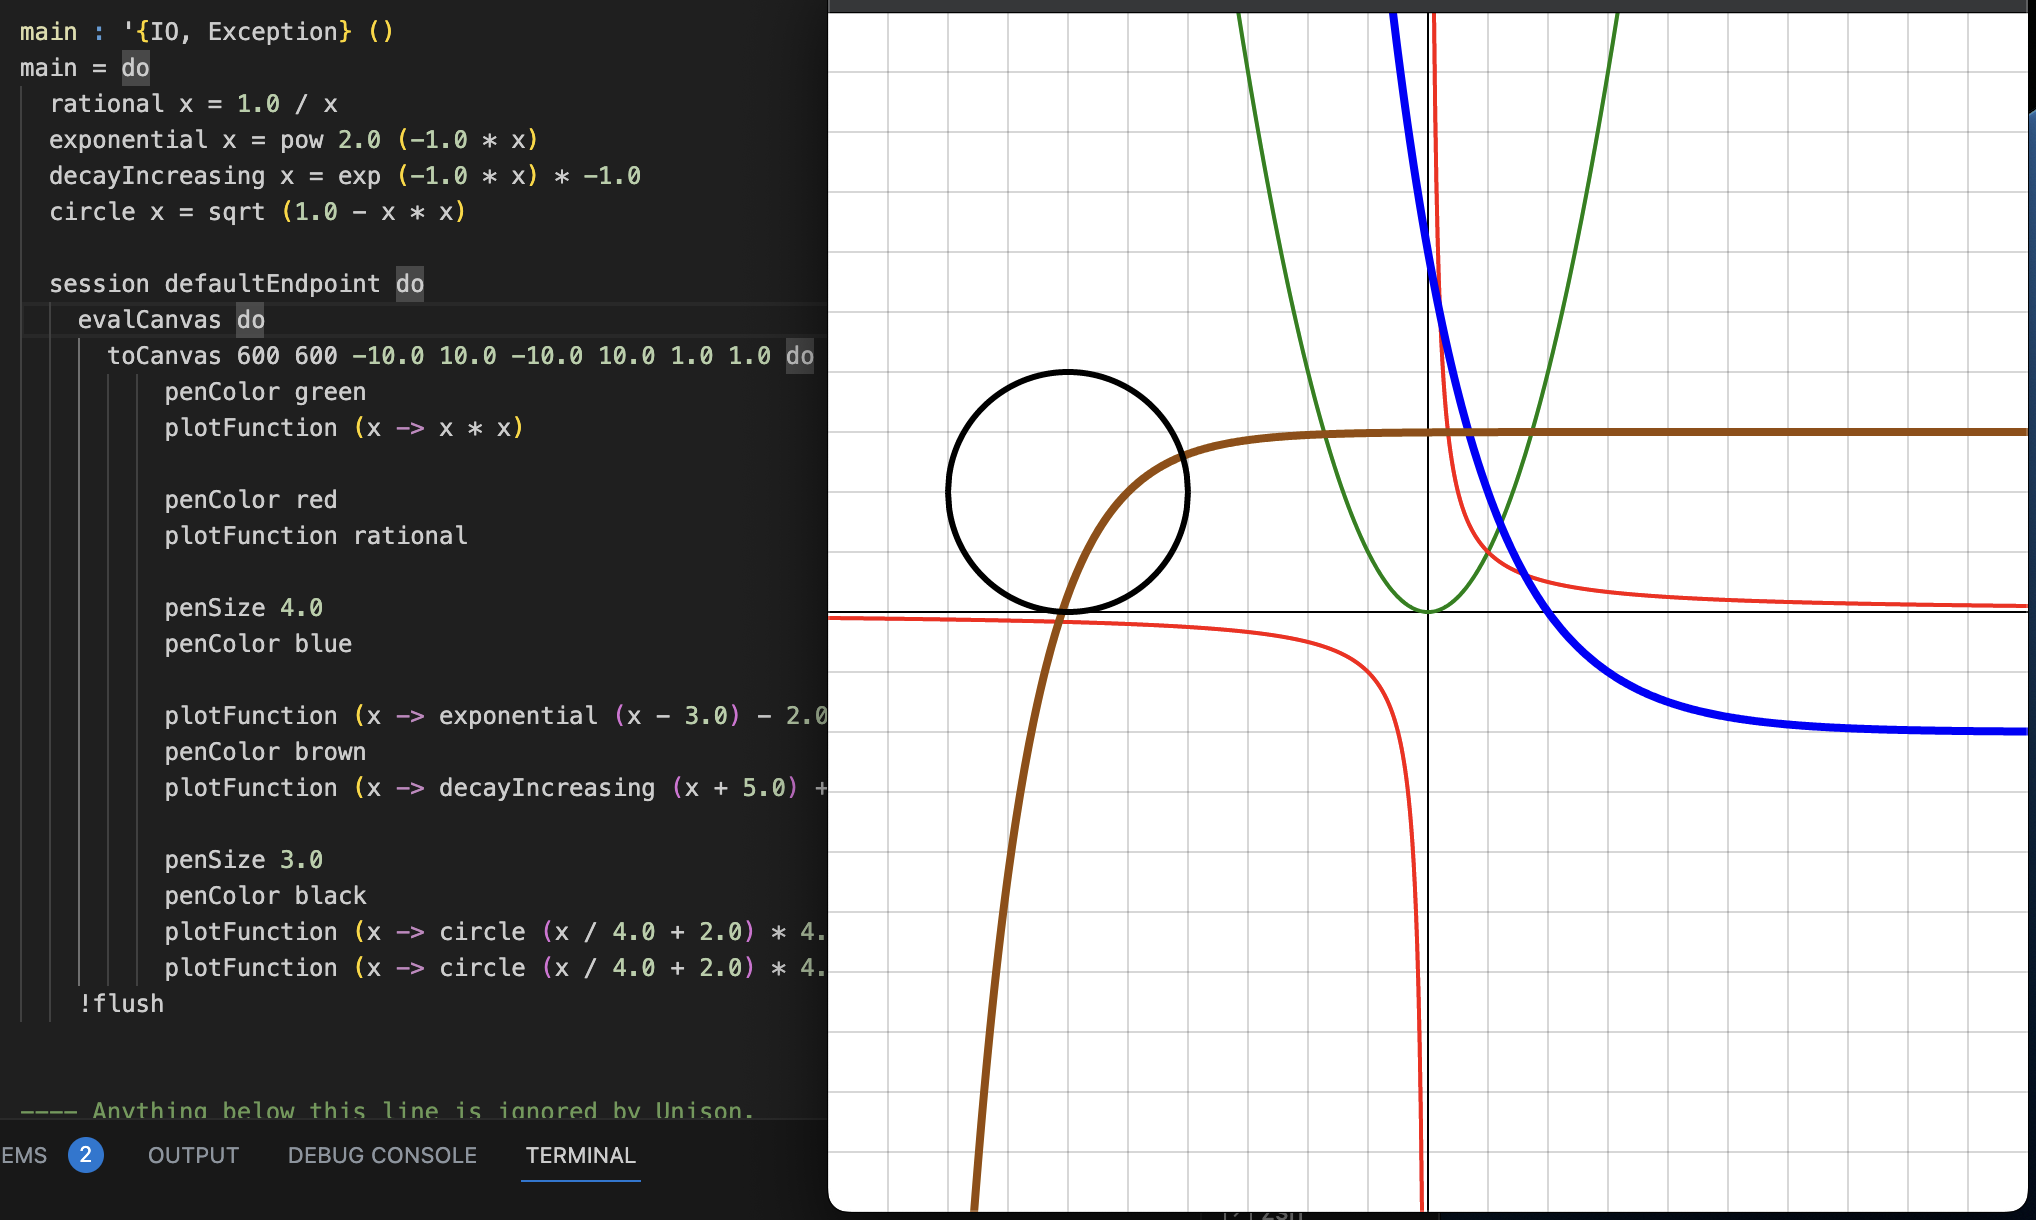 main : '{IO, Exception} ()
main = do
rational x = 1.0 / x
exponential x = pow 2.0 (-1.0 * x)
decayIncreasing x = exp (-1.0 * x) * -1.0
circle x = sqrt (1.0 - x * x)
session defaultEndpoint do
evalCanvas do
toCanvas 600 600 -10.0 10.0 -10.0 10.0 1.0 1.0 do
penColor green
plotFunction (x -> x * x)
penColor red
plotFunction rational
penSize 4.0
penColor blue
plotFunction (x -> exponential (x - 3.0) - 2.0
penColor brown
plotFunction (x -> decayIncreasing (x + 5.0) +
penSize 3.0
penColor black
plotFunction (x -> circle (x / 4.0 + 2.0) * 4.
plotFunction (x -> circle (x / 4.0 + 2.0) * 4.
!flush
---- Anything below this line is ignored by Unison.
EMS 2 OUTPUT DEBUG CONSOLE TERMINAL